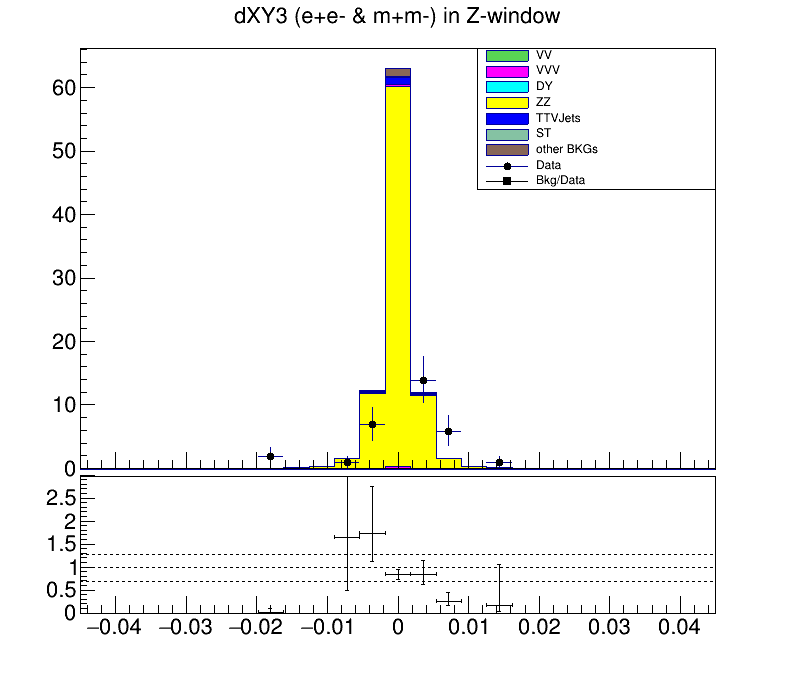 dXY3 (e+e- & m+m-) in Z-window
VV
VVV
DY
ZZ
TTVJets
ST
other BKGs
Data
Bkg/Data
60
50
40
30
20
10
0
2.5
2
1.5
1
0.5
0
−0.04 −0.03 −0.02 −0.01 0 0.01 0.02 0.03 0.04